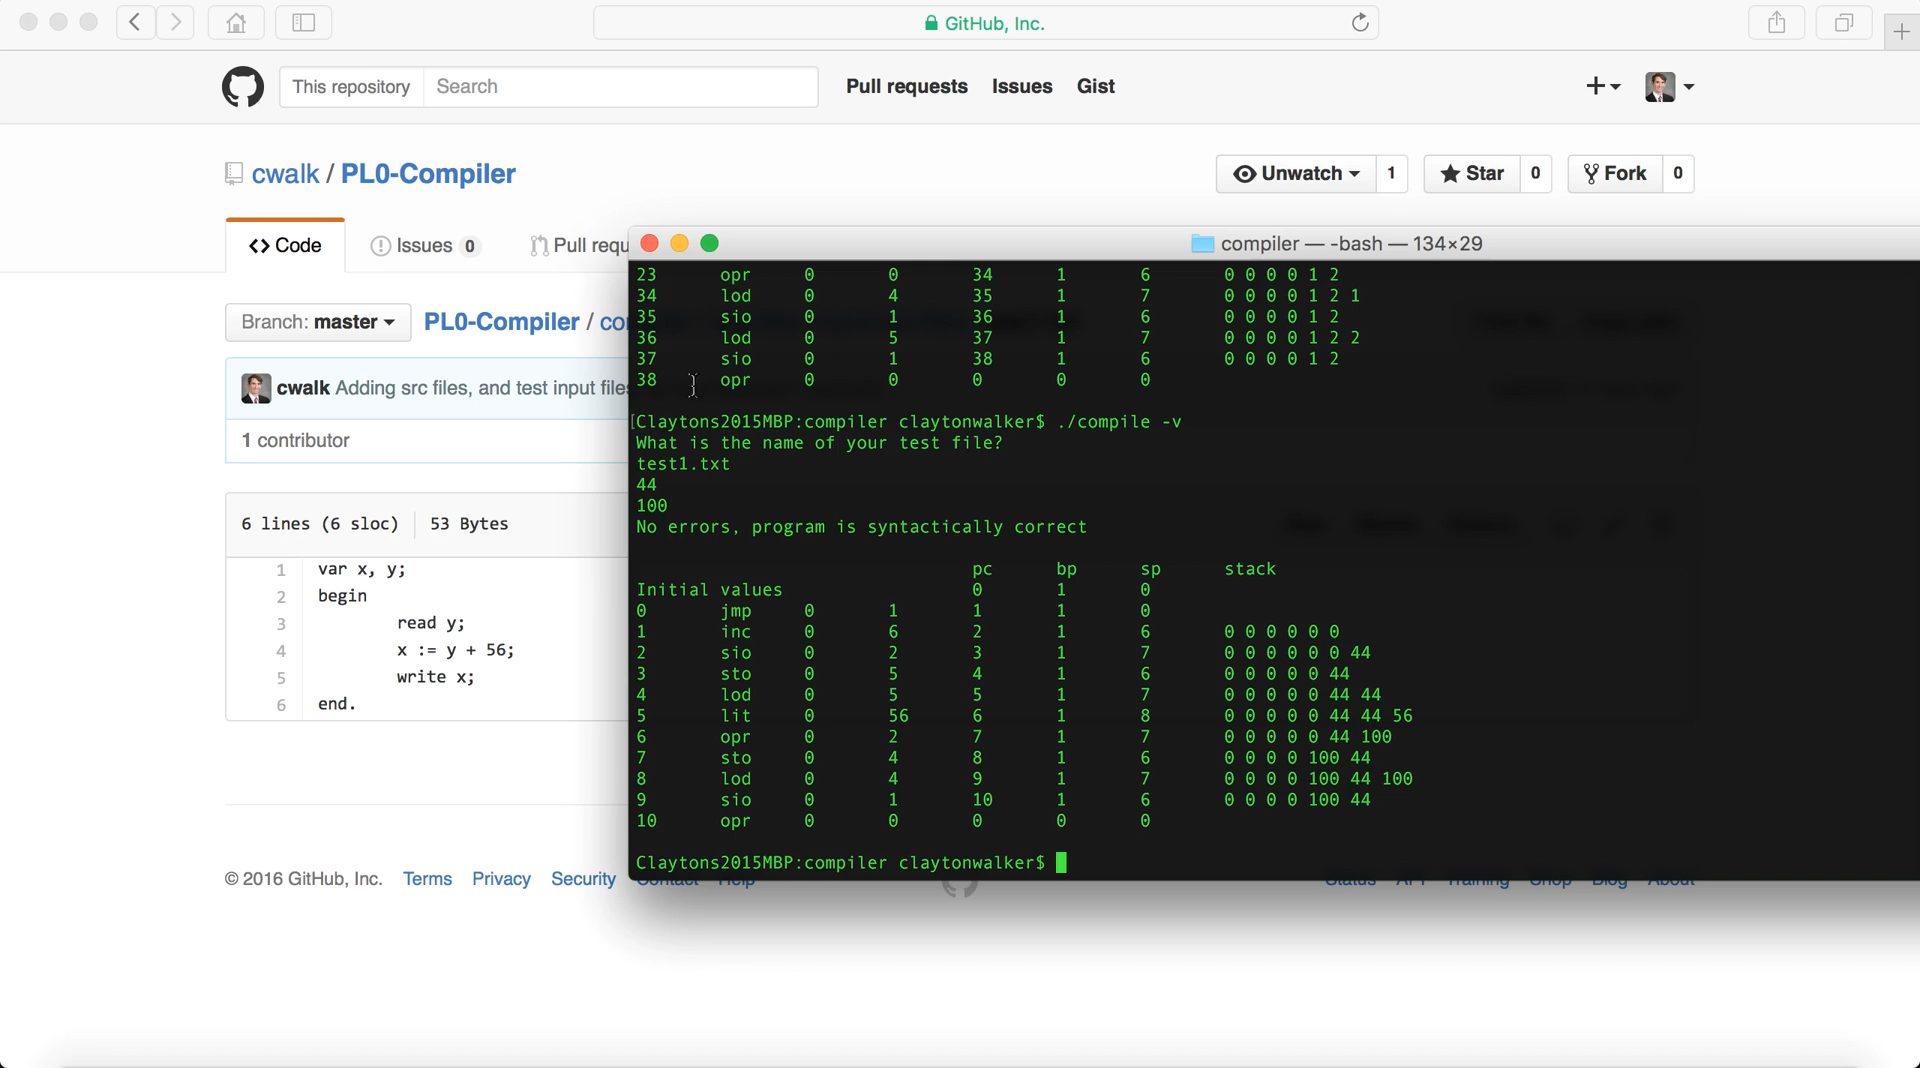 GitHub, Inc.
This repository Search Pull requests Issues Gist
cwalk / PL0-Compiler
Unwatch 1 Star 0 Fork 0
Code Issues 0 Pull requ
Branch: master PL0-Compiler /
cwalk Adding src files, and test input file
1 contributor
6 lines (6 sloc) 53 Bytes
1 var x, y;
2 begin
3 read y;
4 x := y + 56;
5 write x;
6 end.
© 2016 GitHub, Inc. Terms Privacy Security Contact Help
Status API Training Shop Blog About
compiler — -bash — 134×29
23 opr 0 0 34 1 6 0 0 0 0 1 2
34 lod 0 4 35 1 7 0 0 0 0 1 2 1
35 sio 0 1 36 1 6 0 0 0 0 1 2
36 lod 0 5 37 1 7 0 0 0 0 1 2 2
37 sio 0 1 38 1 6 0 0 0 0 1 2
38 opr 0 0 0 0 0
[Claytons2015MBP:compiler claytonwalker$ ./compile -v
What is the name of your test file?
test1.txt
44
100
No errors, program is syntactically correct
pc bp sp stack
Initial values 0 1 0
0 jmp 0 1 1 1 0
1 inc 0 6 2 1 6 0 0 0 0 0 0
2 sio 0 2 3 1 7 0 0 0 0 0 0 44
3 sto 0 5 4 1 6 0 0 0 0 0 44
4 lod 0 5 5 1 7 0 0 0 0 0 44 44
5 lit 0 56 6 1 8 0 0 0 0 0 44 44 56
6 opr 0 2 7 1 7 0 0 0 0 0 44 100
7 sto 0 4 8 1 6 0 0 0 0 100 44
8 lod 0 4 9 1 7 0 0 0 0 100 44 100
9 sio 0 1 10 1 6 0 0 0 0 100 44
10 opr 0 0 0 0 0
Claytons2015MBP:compiler claytonwalker$